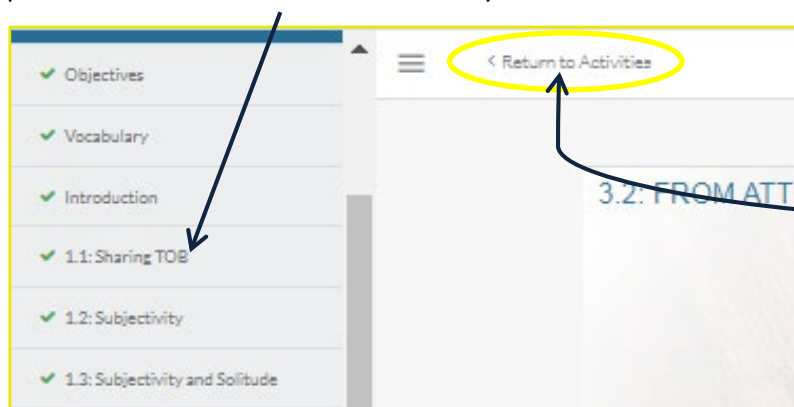 Objectives
< Return to Activities
Vocabulary
Introduction
3.2: FROM ATT
1.1: Sharing TOB
1.2: Subjectivity
1.3: Subjectivity and Solitude